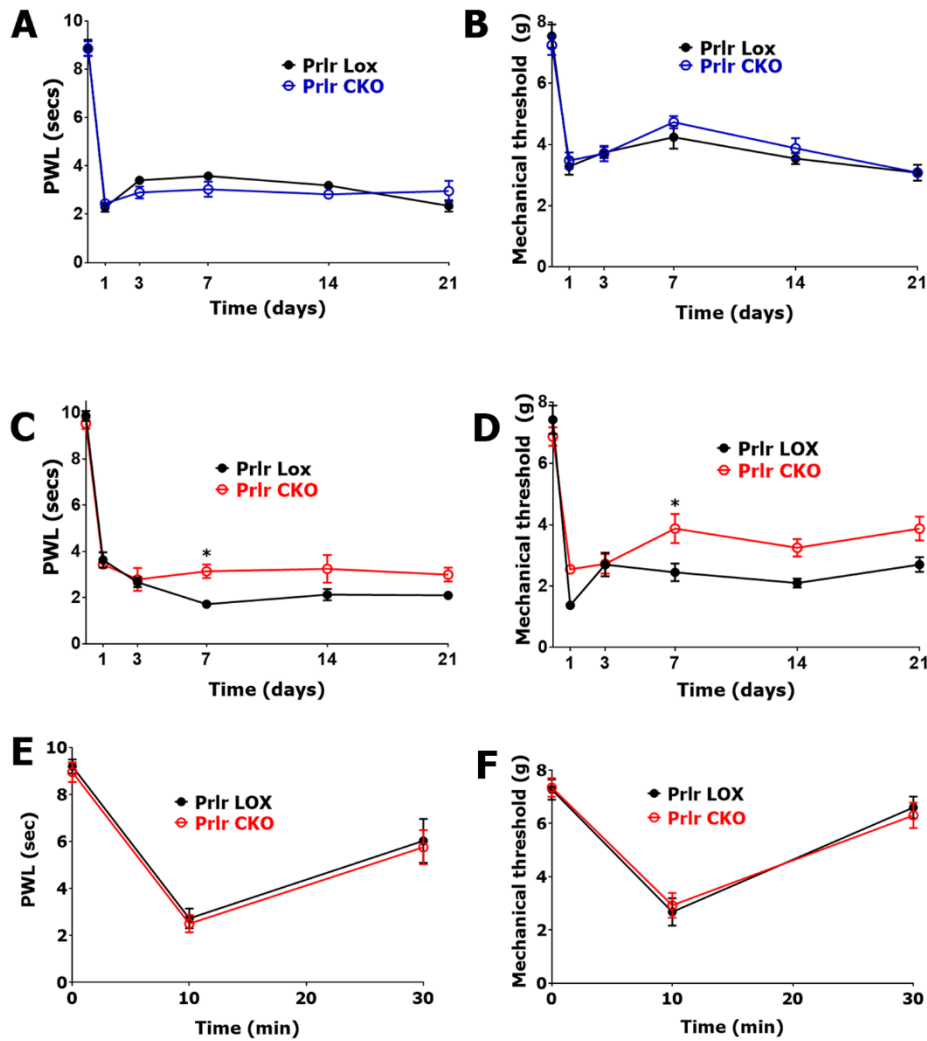 A
PWL (secs)
10
8
6
4
2
0
Prlr Lox
Prlr CKO
1 3 7 14 21
Time (days)
B
Mechanical threshold (g)
8
6
4
2
0
Prlr Lox
Prlr CKO
1 3 7 14 21
Time (days)
C
PWL (secs)
10
8
6
4
2
0
Prlr Lox
Prlr CKO
*
1 3 7 14 21
Time (days)
D
Mechanical threshold (g)
8
6
4
2
0
Prlr LOX
Prlr CKO
*
1 3 7 14 21
Time (days)
E
PWL (sec)
10
8
6
4
2
0
Prlr LOX
Prlr CKO
0 10 20 30
Time (min)
F
Mechanical threshold (g)
8
6
4
2
0
Prlr LOX
Prlr CKO
0 10 20 30
Time (min)